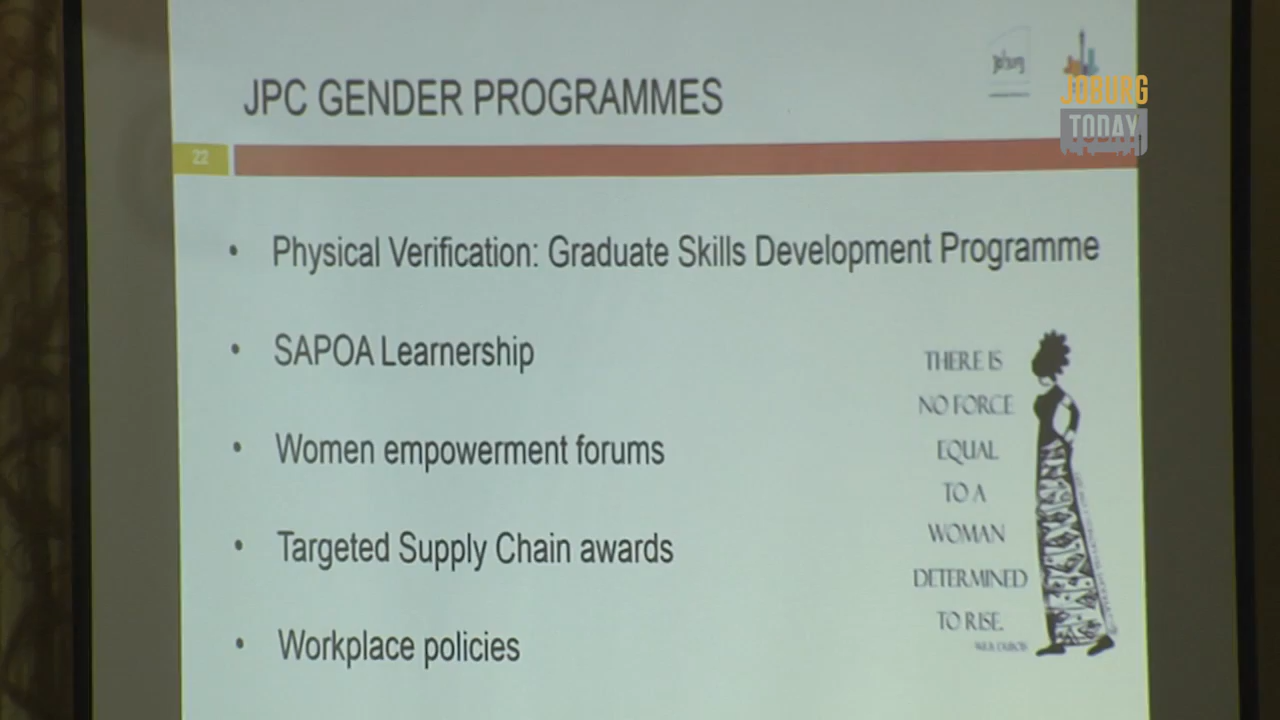 JPC GENDER PROGRAMMES
joburg
JOBURG
TODAY
22
• Physical Verification: Graduate Skills Development Programme
• SAPOA Learnership
• Women empowerment forums
• Targeted Supply Chain awards
• Workplace policies
THERE IS
NO FORCE
EQUAL
TO A
WOMAN
DETERMINED
TO RISE.